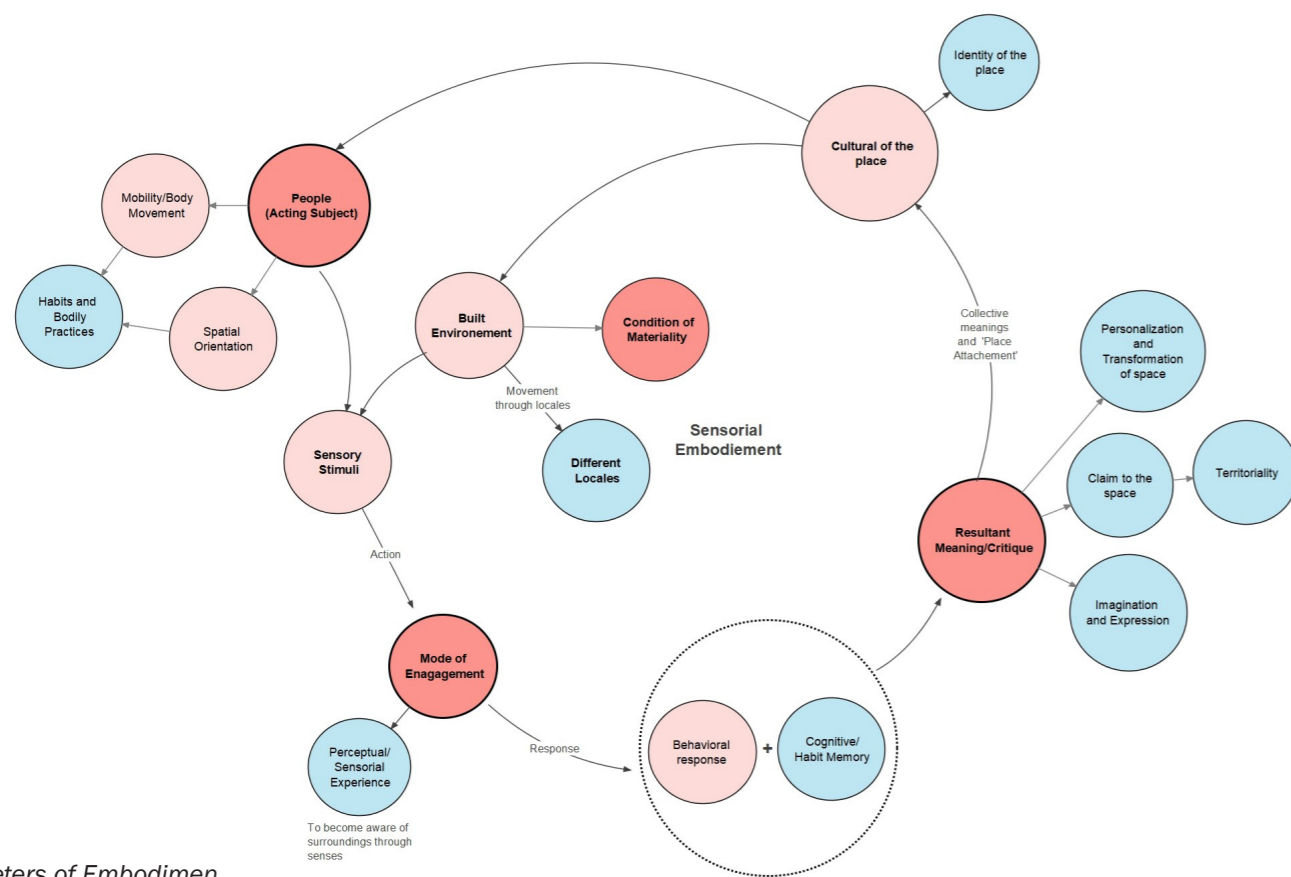 Identity of the
place
Cultural of the
place
People
(Acting Subject)
Mobility/Body
Movement
Habits and
Bodily
Practices
Spatial
Orientation
Built
Environement
Condition of
Materiality
Movement
through locales
Different
Locales
Sensorial
Embodiement
Sensory
Stimuli
Action
Mode of
Enagagement
Perceptual/
Sensorial
Experience
To become aware of
surroundings through
senses
Response
Behavioral
response
+
Cognitive/
Habit Memory
Resultant
Meaning/Critique
Collective
meanings
and 'Place
Attachement'
Personalization
and
Transformation
of space
Claim to the
space
Territoriality
Imagination
and Expression
eters of Embodimen